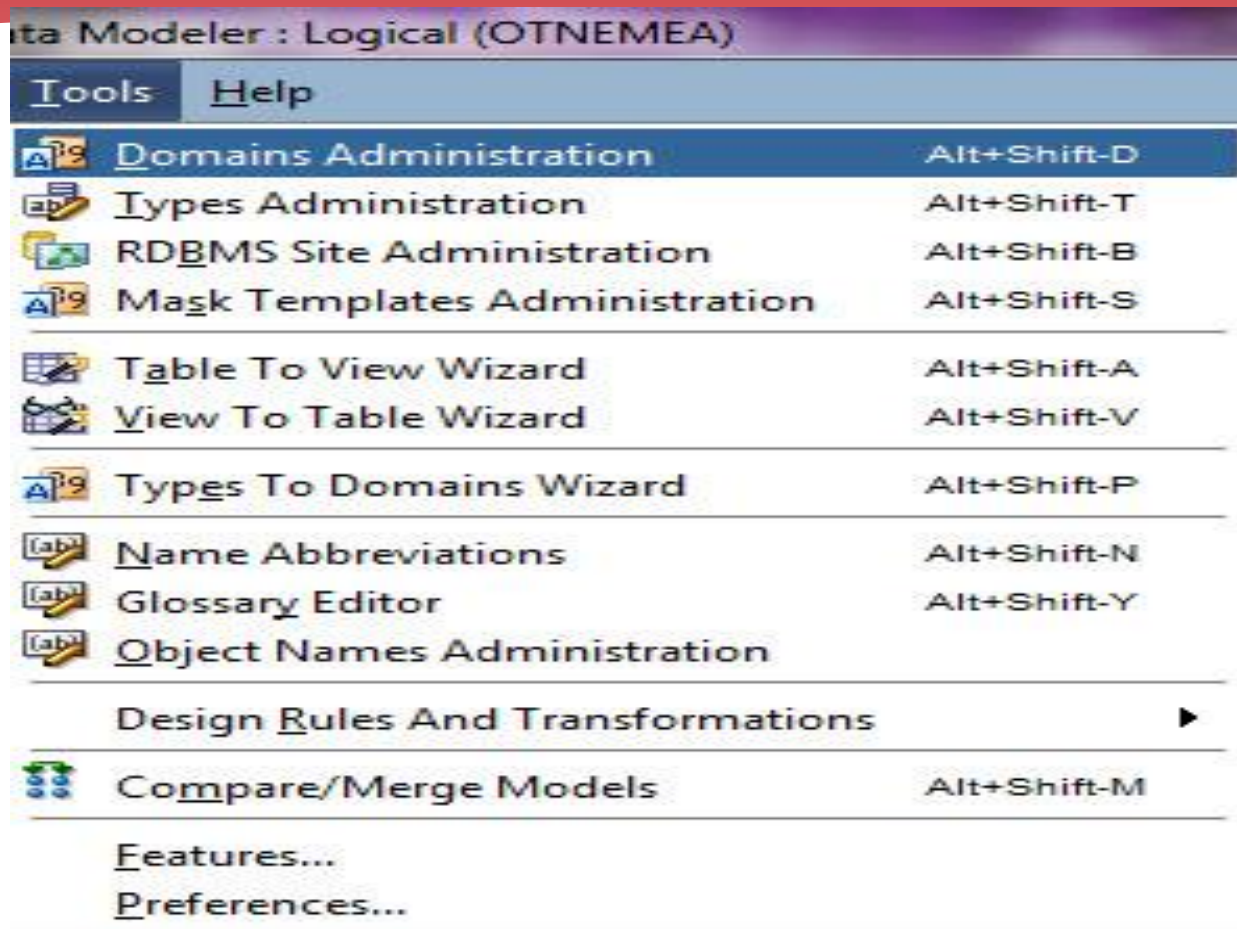 ta Modeler : Logical (OTNEMEA)
Tools Help
Domains Administration Alt+Shift-D
Types Administration Alt+Shift-T
RDBMS Site Administration Alt+Shift-B
Mask Templates Administration Alt+Shift-S
Table To View Wizard Alt+Shift-A
View To Table Wizard Alt+Shift-V
Types To Domains Wizard Alt+Shift-P
Name Abbreviations Alt+Shift-N
Glossary Editor Alt+Shift-Y
Object Names Administration
Design Rules And Transformations
Compare/Merge Models Alt+Shift-M
Features...
Preferences...